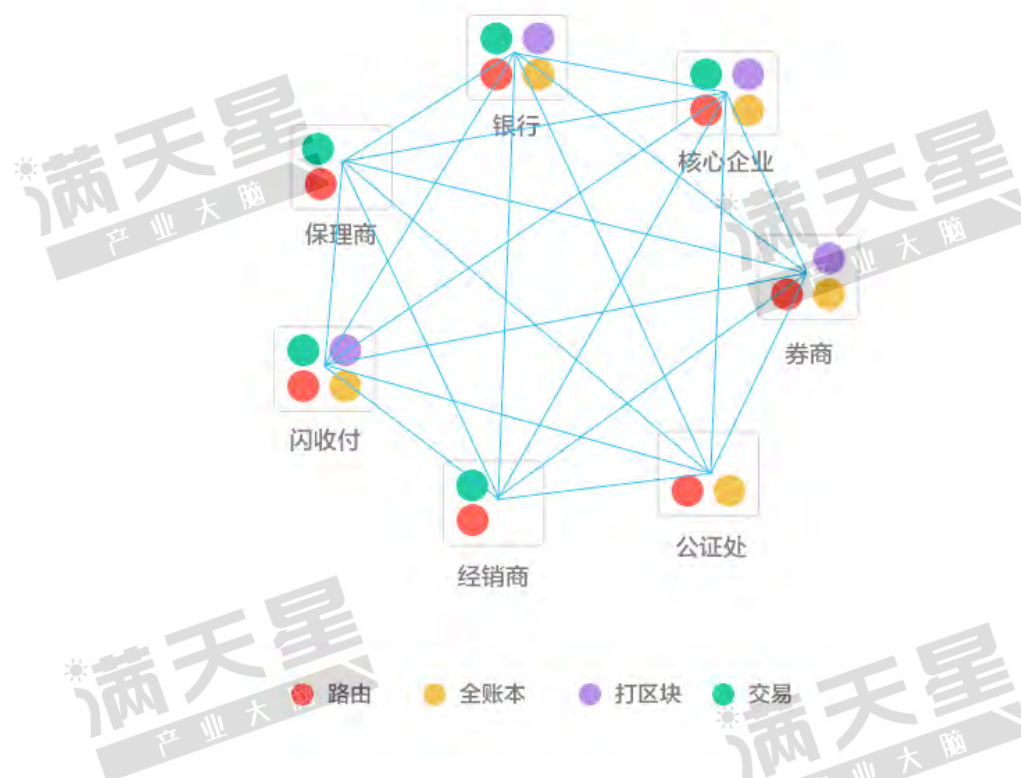 银行
核心企业
满天星
产业大脑
满天星
产业大脑
保理商
券商
闪收付
公证处
经销商
满天星
产业大脑
满天星
产业大脑
路由 全账本 打区块 交易